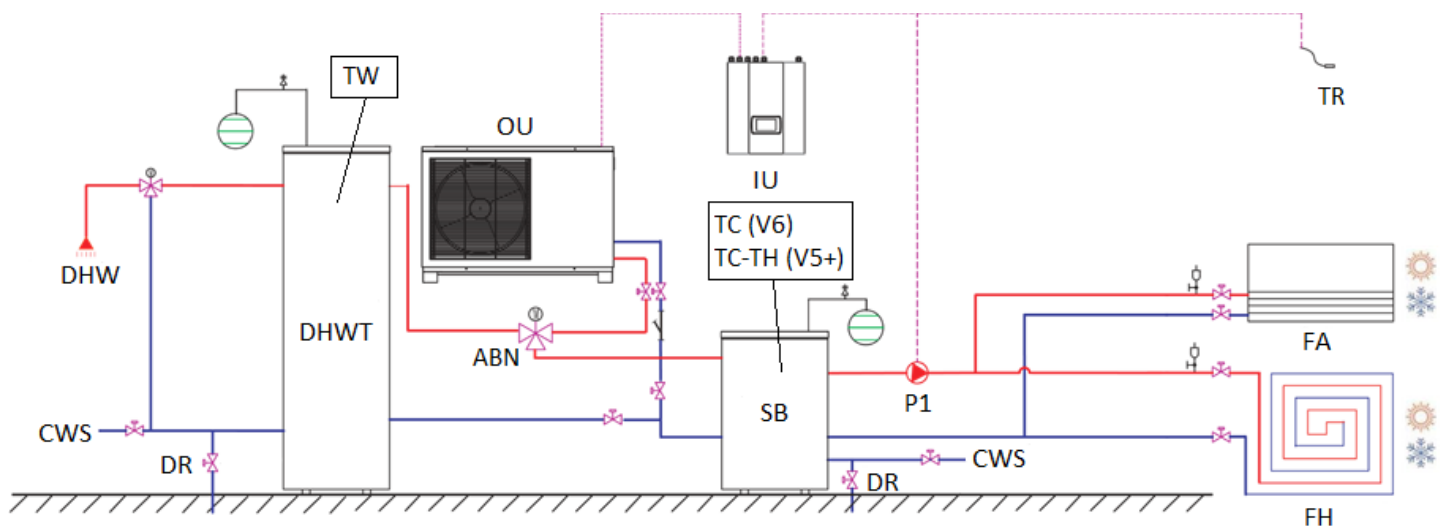 TW
OU
TR
IU
TC (V6)
TC-TH (V5+)
DHW
DHWT
ABN
FA
SB
P1
CWS
DR
CWS
DR
FH